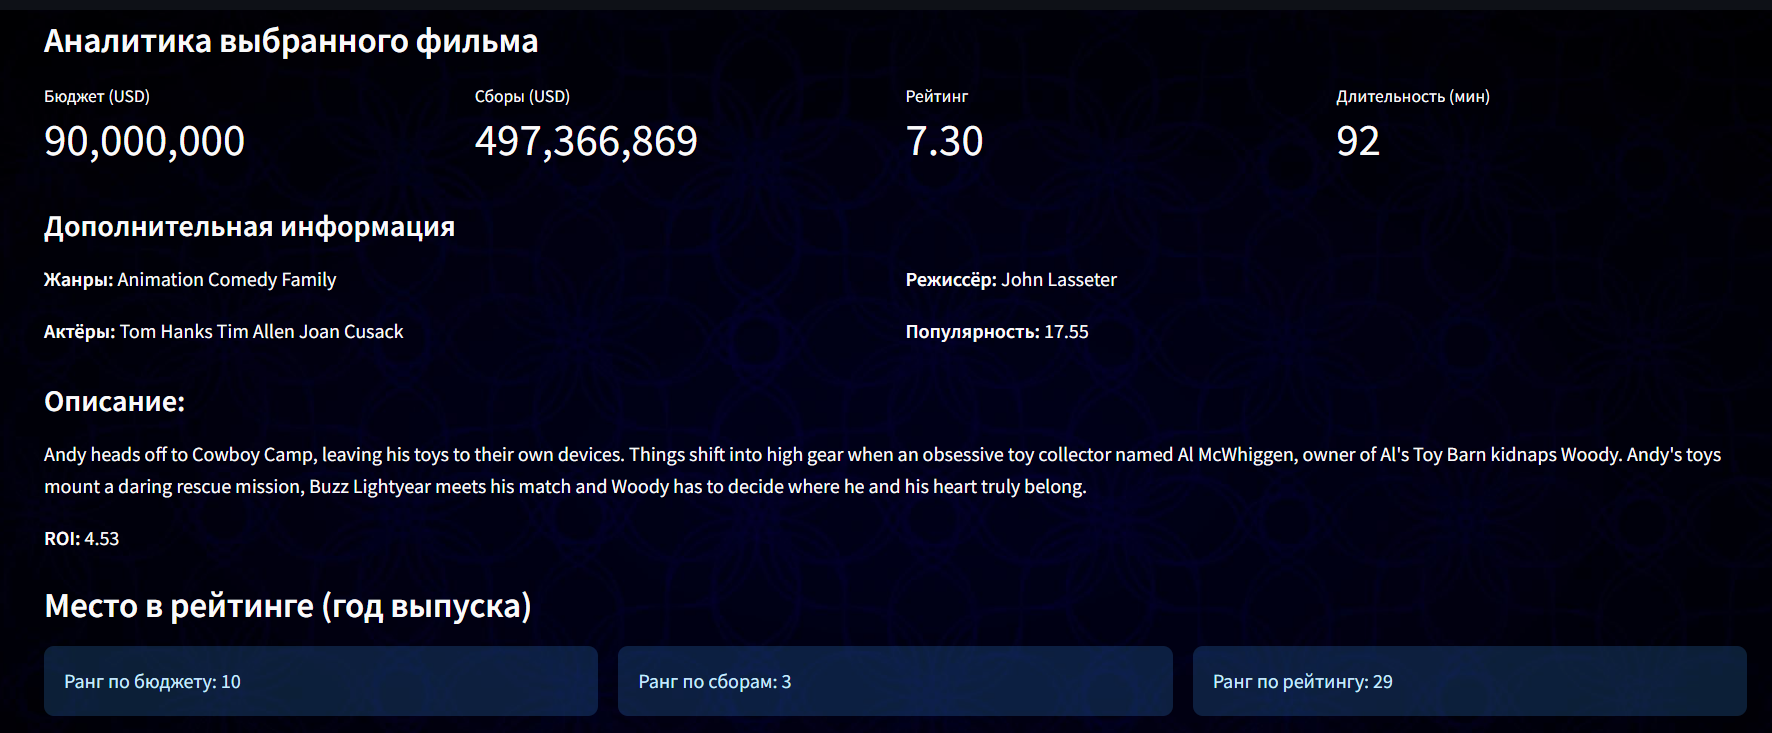 Аналитика выбранного фильма
Бюджет (USD)
90,000,000
Сборы (USD)
497,366,869
Рейтинг
7.30
Длительность (мин)
92
Дополнительная информация
Жанры: Animation Comedy Family
Режиссёр: John Lasseter
Актёры: Tom Hanks Tim Allen Joan Cusack
Популярность: 17.55
Описание:
Andy heads off to Cowboy Camp, leaving his toys to their own devices. Things shift into high gear when an obsessive toy collector named Al McWhiggen, owner of Al's Toy Barn kidnaps Woody. Andy's toys
mount a daring rescue mission, Buzz Lightyear meets his match and Woody has to decide where he and his heart truly belong.
ROI: 4.53
Место в рейтинге (год выпуска)
Ранг по бюджету: 10
Ранг по сборам: 3
Ранг по рейтингу: 29